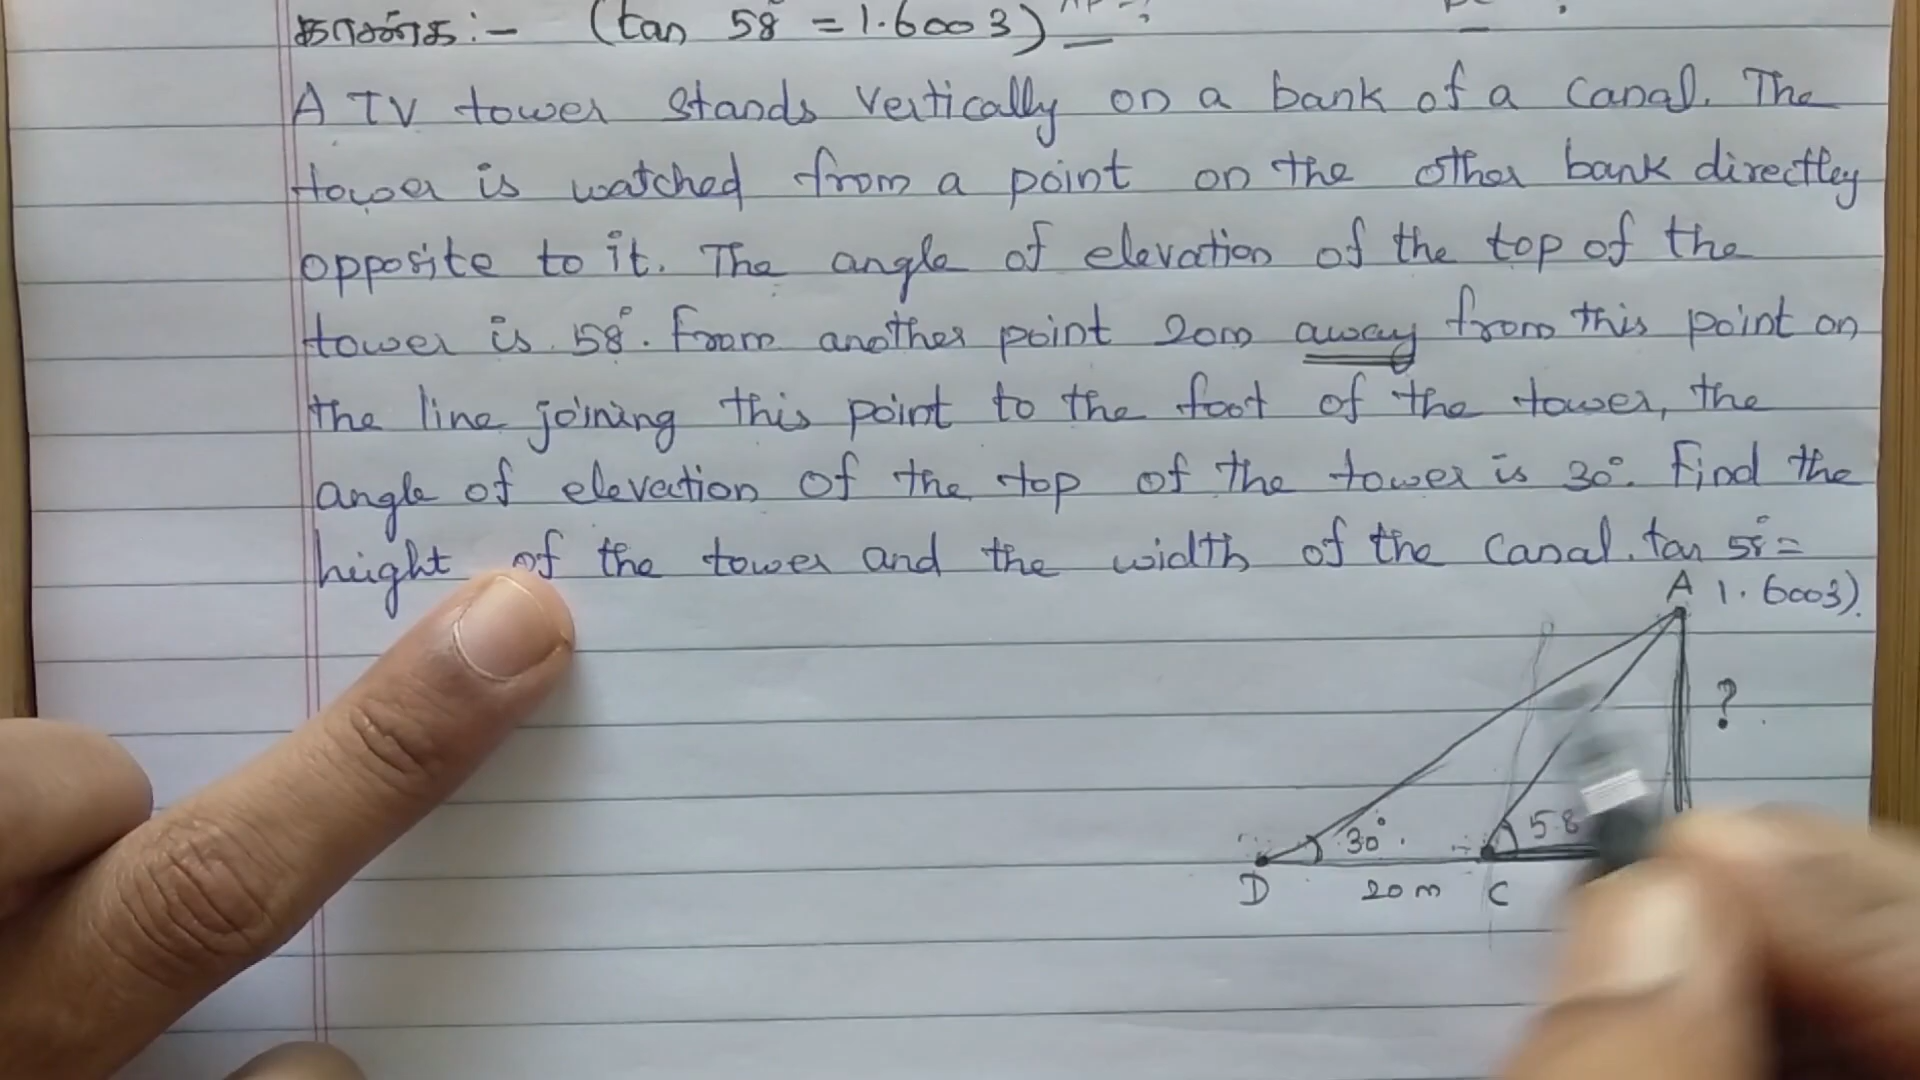 காண்க:- (tan 58° = 1.6003)
A TV tower stands vertically on a bank of a canal. The
tower is watched from a point on the other bank directley
opposite to it. The angle of elevation of the top of the
tower is 58°. From another point 20m away from this point on
the line joining this point to the foot of the tower, the
angle of elevation of the top of the tower is 30°. Find the
height of the tower and the width of the canal. tan 58° =
1.6003).
A
?
30°
58
D 20m C